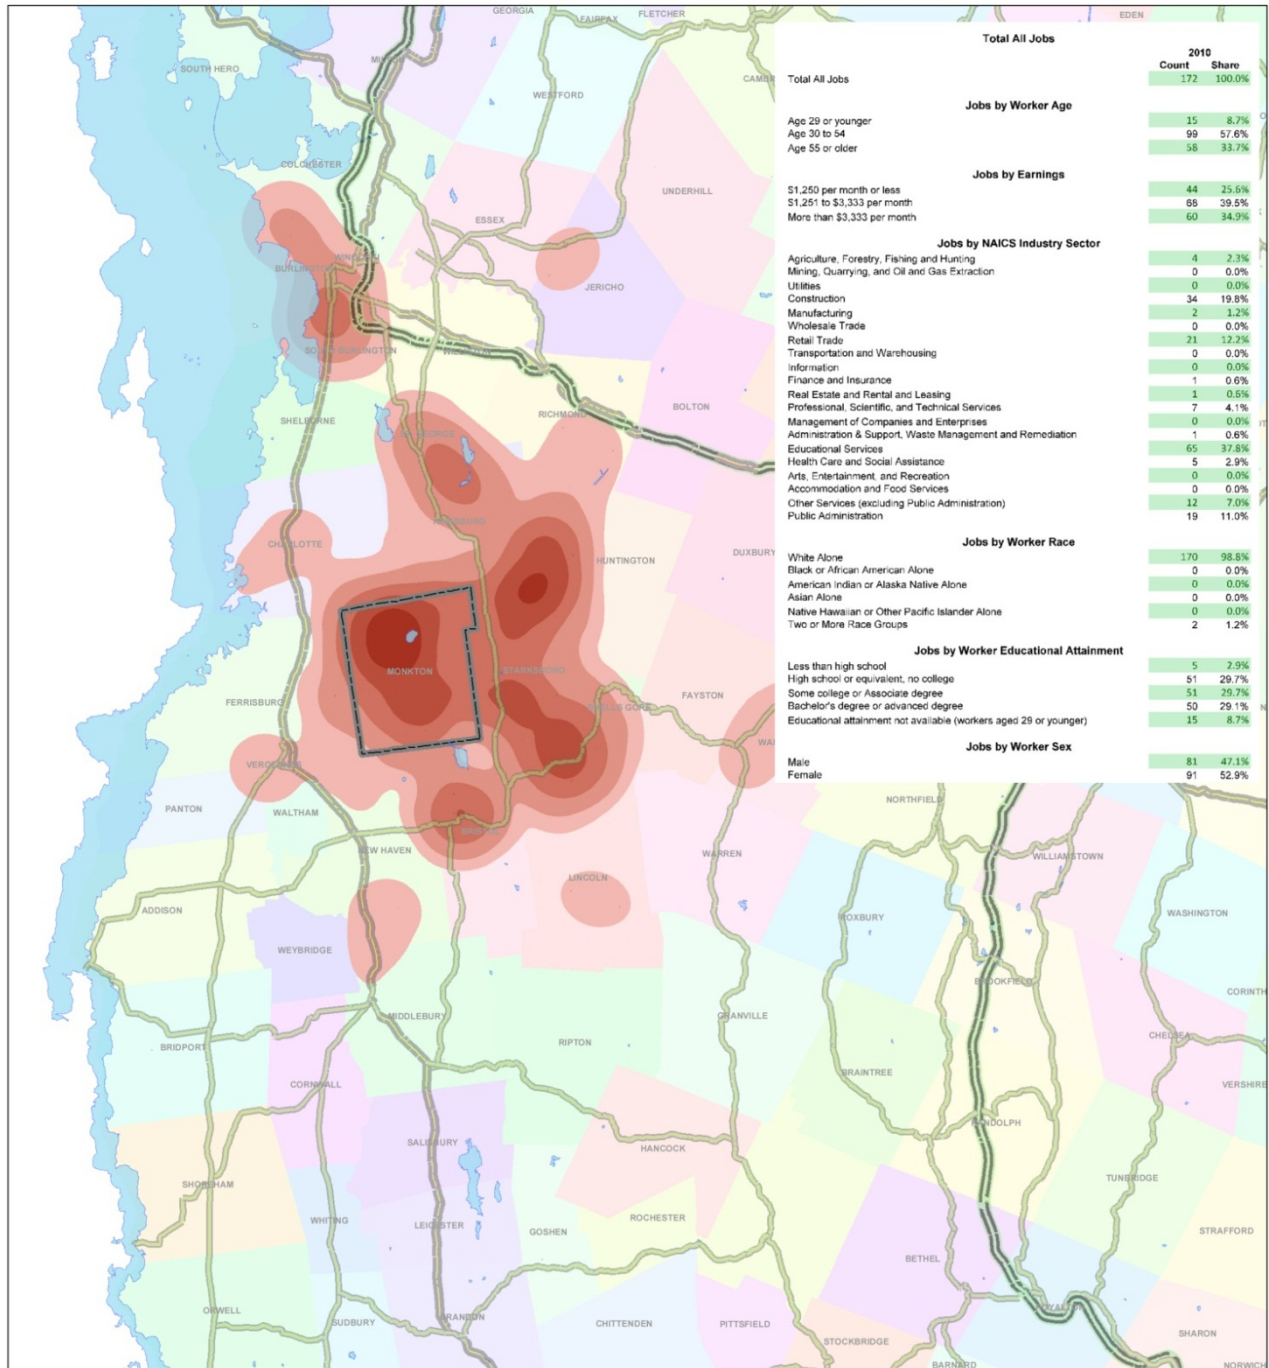 GEORGIA
FAIRFAX
FLETCHER
EDEN
SOUTH HERO
WESTFORD
COLCHESTER
UNDERHILL
ESSEX
JERICHO
BOLTON
RICHMOND
SHELBURNE
CHARLOTTE
HUNTINGTON
DUXBURY
MONKTON
STARKSBORO
FERRISBURG
FAYSTON
PANTON
WALTHAM
NEW HAVEN
BRISTOL
LINCOLN
WARREN
NORTHFIELD
WILLIAMSTOWN
WASHINGTON
ROXBURY
ADDISON
WEYBRIDGE
BROOKFIELD
CORINTH
MIDDLEBURY
BRIDPORT
RIPTON
GRANVILLE
CHELSEA
VERSHIRE
CORNWALL
BRAINTREE
RANDOLPH
SALISBURY
HANCOCK
SHOREHAM
TUNBRIDGE
WHITING
LEICESTER
GOSHEN
ROCHESTER
STRAFFORD
BETHEL
ORWELL
SUDBURY
BRANDON
CHITTENDEN
PITTSFIELD
STOCKBRIDGE
ROYALTON
SHARON
BARNARD
NORWICH
Total All Jobs
2010
Count Share
Total All Jobs 172 100.0%
Jobs by Worker Age
Age 29 or younger 15 8.7%
Age 30 to 54 99 57.6%
Age 55 or older 58 33.7%
Jobs by Earnings
$1,250 per month or less 44 25.6%
$1,251 to $3,333 per month 68 39.5%
More than $3,333 per month 60 34.9%
Jobs by NAICS Industry Sector
Agriculture, Forestry, Fishing and Hunting 4 2.3%
Mining, Quarrying, and Oil and Gas Extraction 0 0.0%
Utilities 0 0.0%
Construction 34 19.8%
Manufacturing 2 1.2%
Wholesale Trade 0 0.0%
Retail Trade 21 12.2%
Transportation and Warehousing 0 0.0%
Information 0 0.0%
Finance and Insurance 1 0.6%
Real Estate and Rental and Leasing 1 0.6%
Professional, Scientific, and Technical Services 7 4.1%
Management of Companies and Enterprises 0 0.0%
Administration & Support, Waste Management and Remediation 1 0.6%
Educational Services 65 37.8%
Health Care and Social Assistance 5 2.9%
Arts, Entertainment, and Recreation 0 0.0%
Accommodation and Food Services 0 0.0%
Other Services (excluding Public Administration) 12 7.0%
Public Administration 19 11.0%
Jobs by Worker Race
White Alone 170 98.8%
Black or African American Alone 0 0.0%
American Indian or Alaska Native Alone 0 0.0%
Asian Alone 0 0.0%
Native Hawaiian or Other Pacific Islander Alone 0 0.0%
Two or More Race Groups 2 1.2%
Jobs by Worker Educational Attainment
Less than high school 5 2.9%
High school or equivalent, no college 51 29.7%
Some college or Associate degree 51 29.7%
Bachelor's degree or advanced degree 50 29.1%
Educational attainment not available (workers aged 29 or younger) 15 8.7%
Jobs by Worker Sex
Male 81 47.1%
Female 91 52.9%